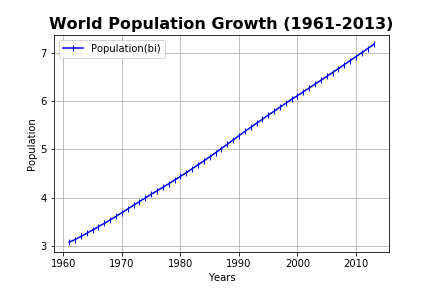 World Population Growth (1961-2013)
Population(bi)
7
6
5
4
3
Population
1960 1970 1980 1990 2000 2010
Years